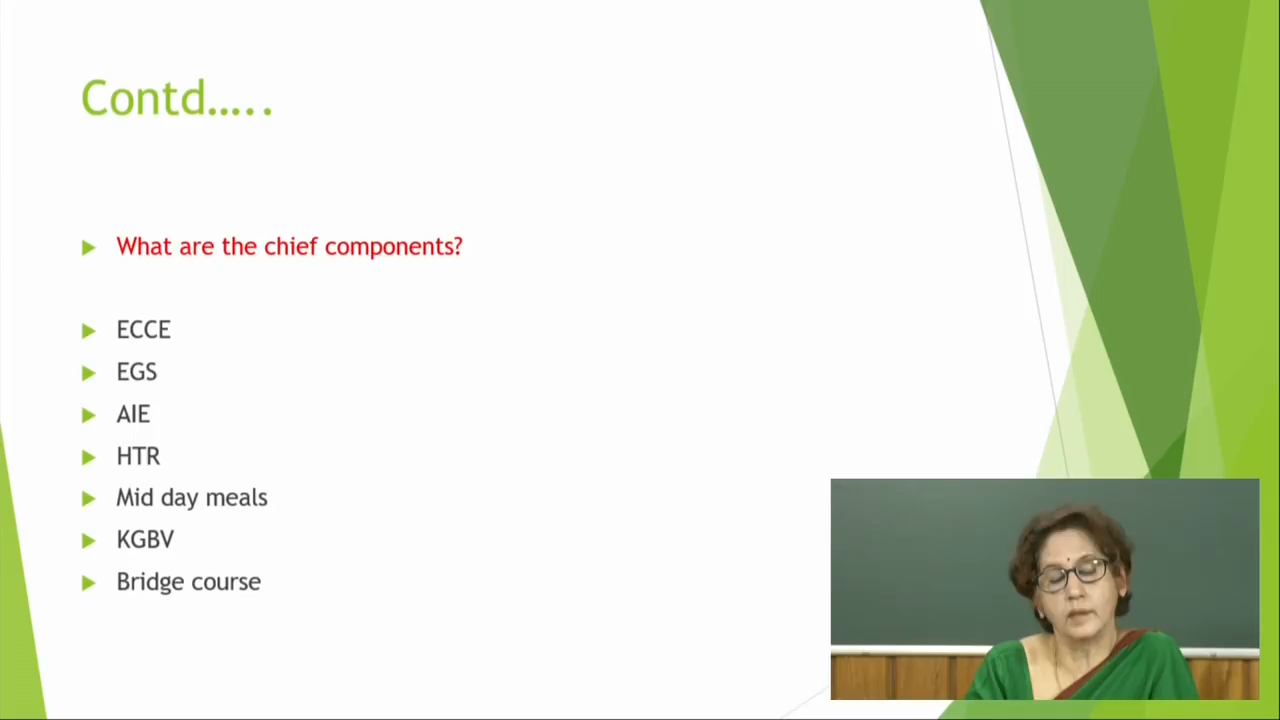 Contd…..
What are the chief components?
ECCE
EGS
AIE
HTR
Mid day meals
KGBV
Bridge course